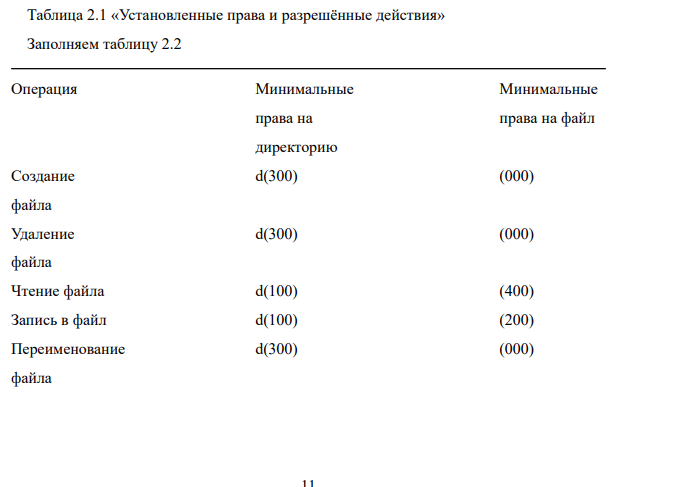 Таблица 2.1 «Установленные права и разрешённые действия»
Заполняем таблицу 2.2
Операция Минимальные Минимальные
права на права на файл
директорию
Создание d(300) (000)
файла
Удаление d(300) (000)
файла
Чтение файла d(100) (400)
Запись в файл d(100) (200)
Переименование d(300) (000)
файла
11